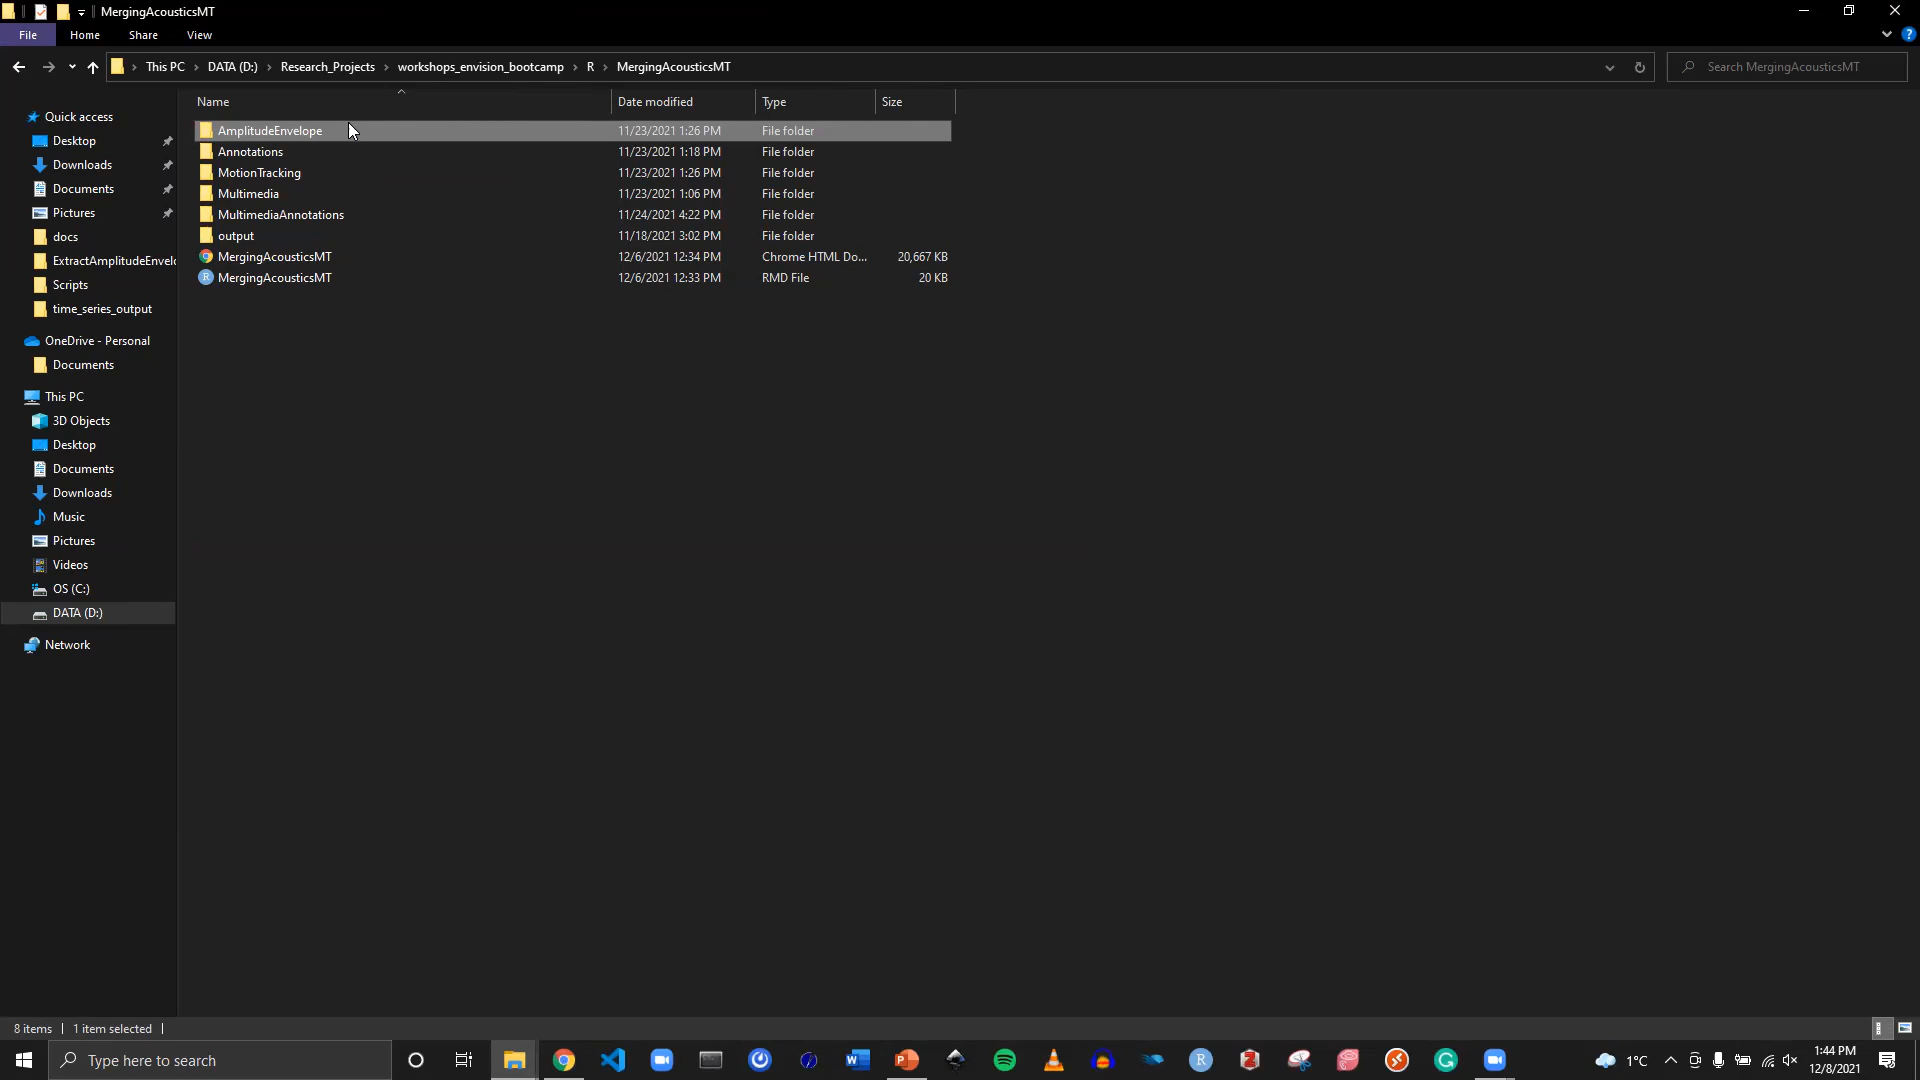 MergingAcousticsMT
File Home Share View
This PC DATA (D:) Research_Projects workshops_envision_bootcamp R MergingAcousticsMT Search MergingAcousticsMT
Name Date modified Type Size
AmplitudeEnvelope 11/23/2021 1:26 PM File folder
Annotations 11/23/2021 1:18 PM File folder
MotionTracking 11/23/2021 1:26 PM File folder
Multimedia 11/23/2021 1:06 PM File folder
MultimediaAnnotations 11/24/2021 4:22 PM File folder
output 11/18/2021 3:02 PM File folder
MergingAcousticsMT 12/6/2021 12:34 PM Chrome HTML Do... 20,667 KB
MergingAcousticsMT 12/6/2021 12:33 PM RMD File 20 KB
Quick access
Desktop
Downloads
Documents
Pictures
docs
ExtractAmplitudeEnvelo
Scripts
time_series_output
OneDrive - Personal
Documents
This PC
3D Objects
Desktop
Documents
Downloads
Music
Pictures
Videos
OS (C:)
DATA (D:)
Network
8 items 1 item selected
Type here to search
1°C
1:44 PM
12/8/2021